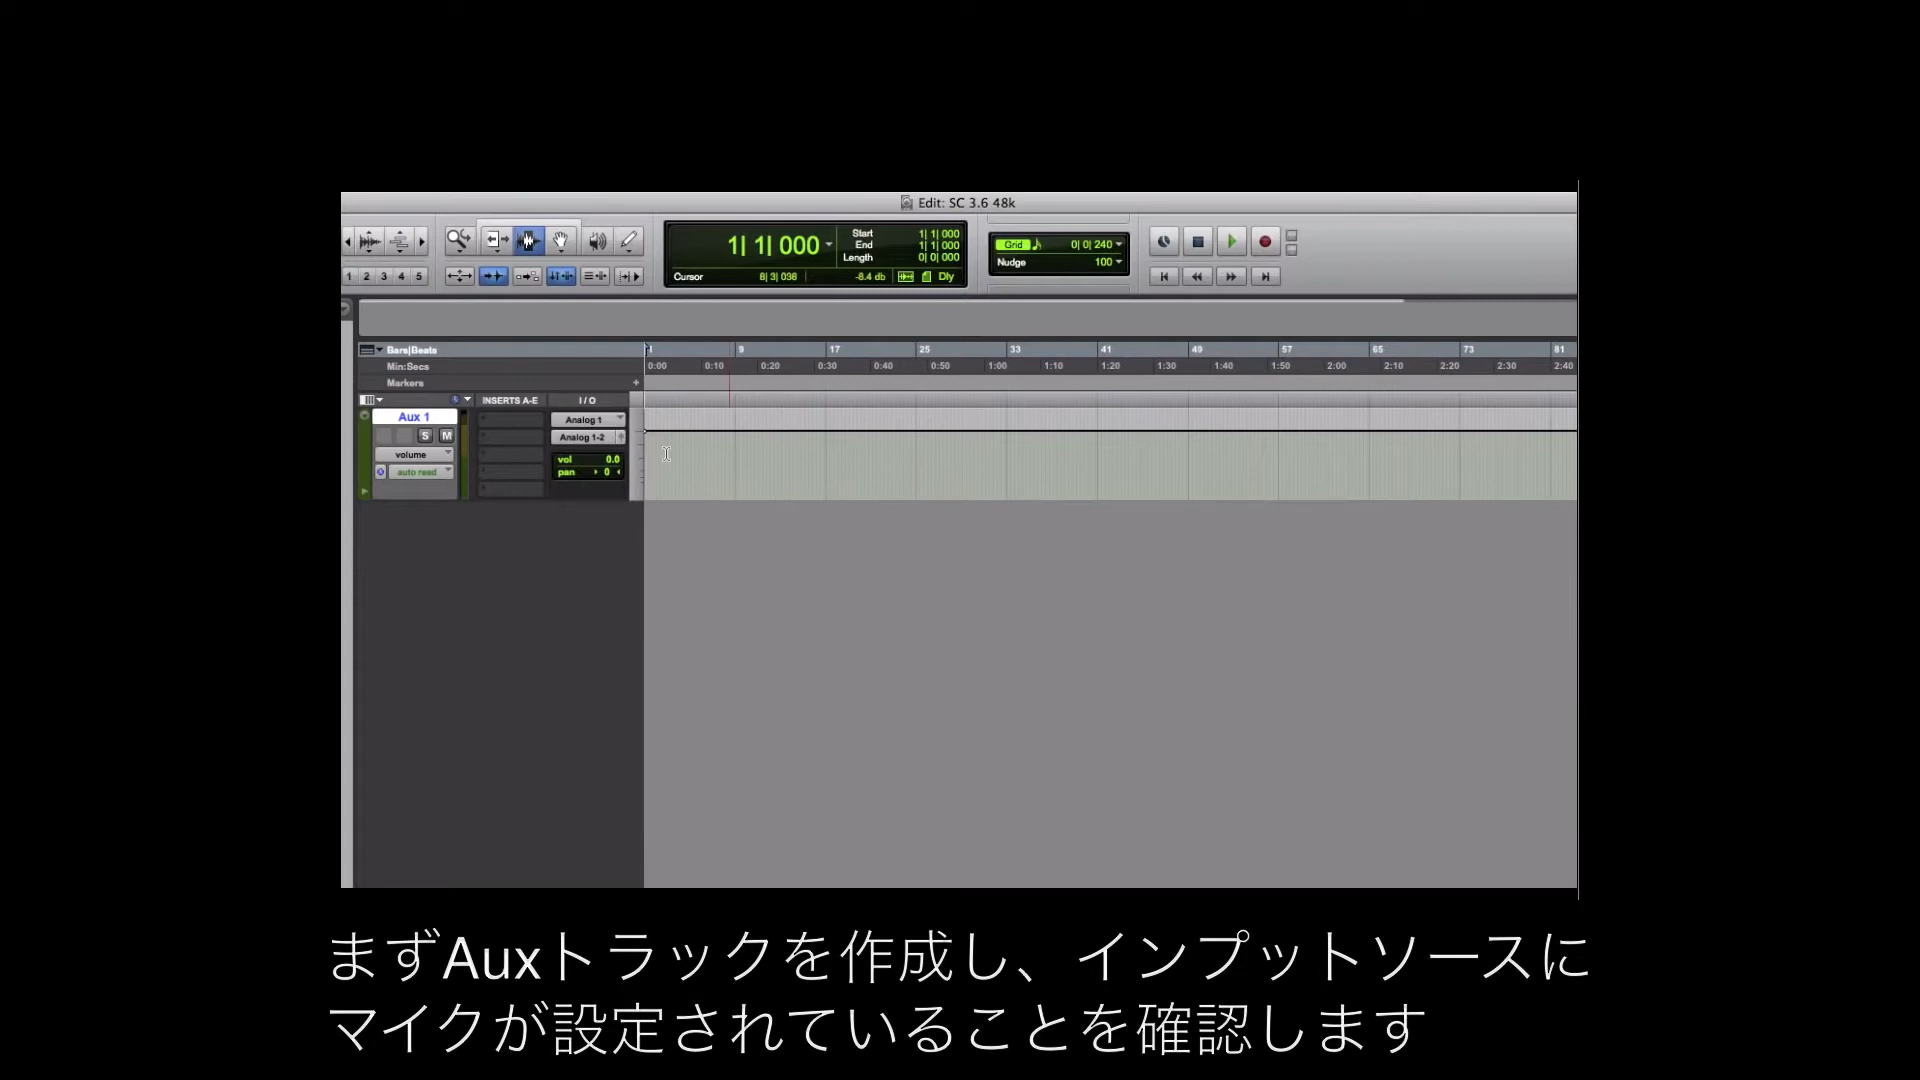 Edit: SC 3.6 48k
1| 1| 000
Start 1| 1| 000
End 1| 1| 000
Length 0| 0| 000
Cursor 8| 3| 038 -8.4 db Dly
Grid 0| 0| 240
Nudge 100
1 2 3 4 5
Bars|Beats 1 9 17 25 33 41 49 57 65 73 81
Min:Secs 0:00 0:10 0:20 0:30 0:40 0:50 1:00 1:10 1:20 1:30 1:40 1:50 2:00 2:10 2:20 2:30 2:40
Markers
INSERTS A-E I / O
Aux 1 Analog 1
S M Analog 1-2
volume vol 0.0
auto read pan 0
まずAuxトラックを作成し、インプットソースに
マイクが設定されていることを確認します